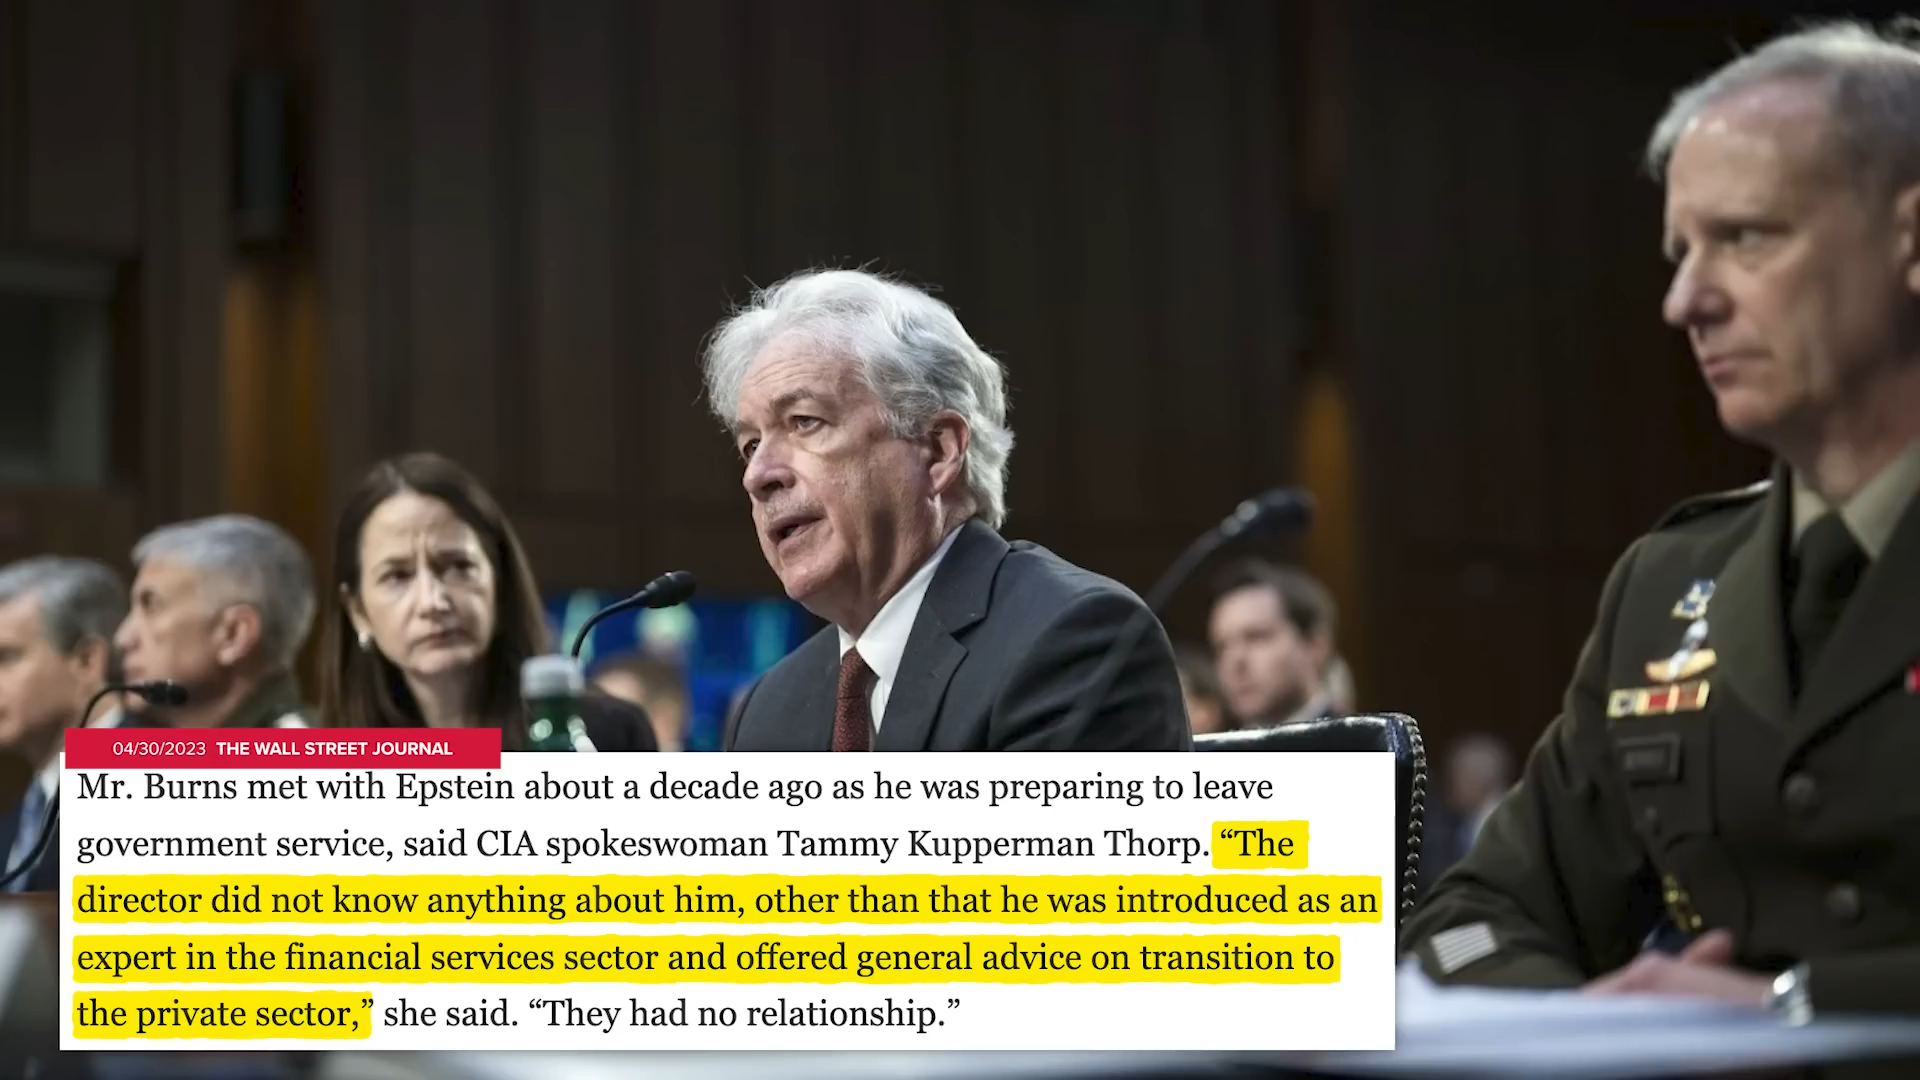 04/30/2023 THE WALL STREET JOURNAL
Mr. Burns met with Epstein about a decade ago as he was preparing to leave
government service, said CIA spokeswoman Tammy Kupperman Thorp. “The
director did not know anything about him, other than that he was introduced as an
expert in the financial services sector and offered general advice on transition to
the private sector,” she said. “They had no relationship.”